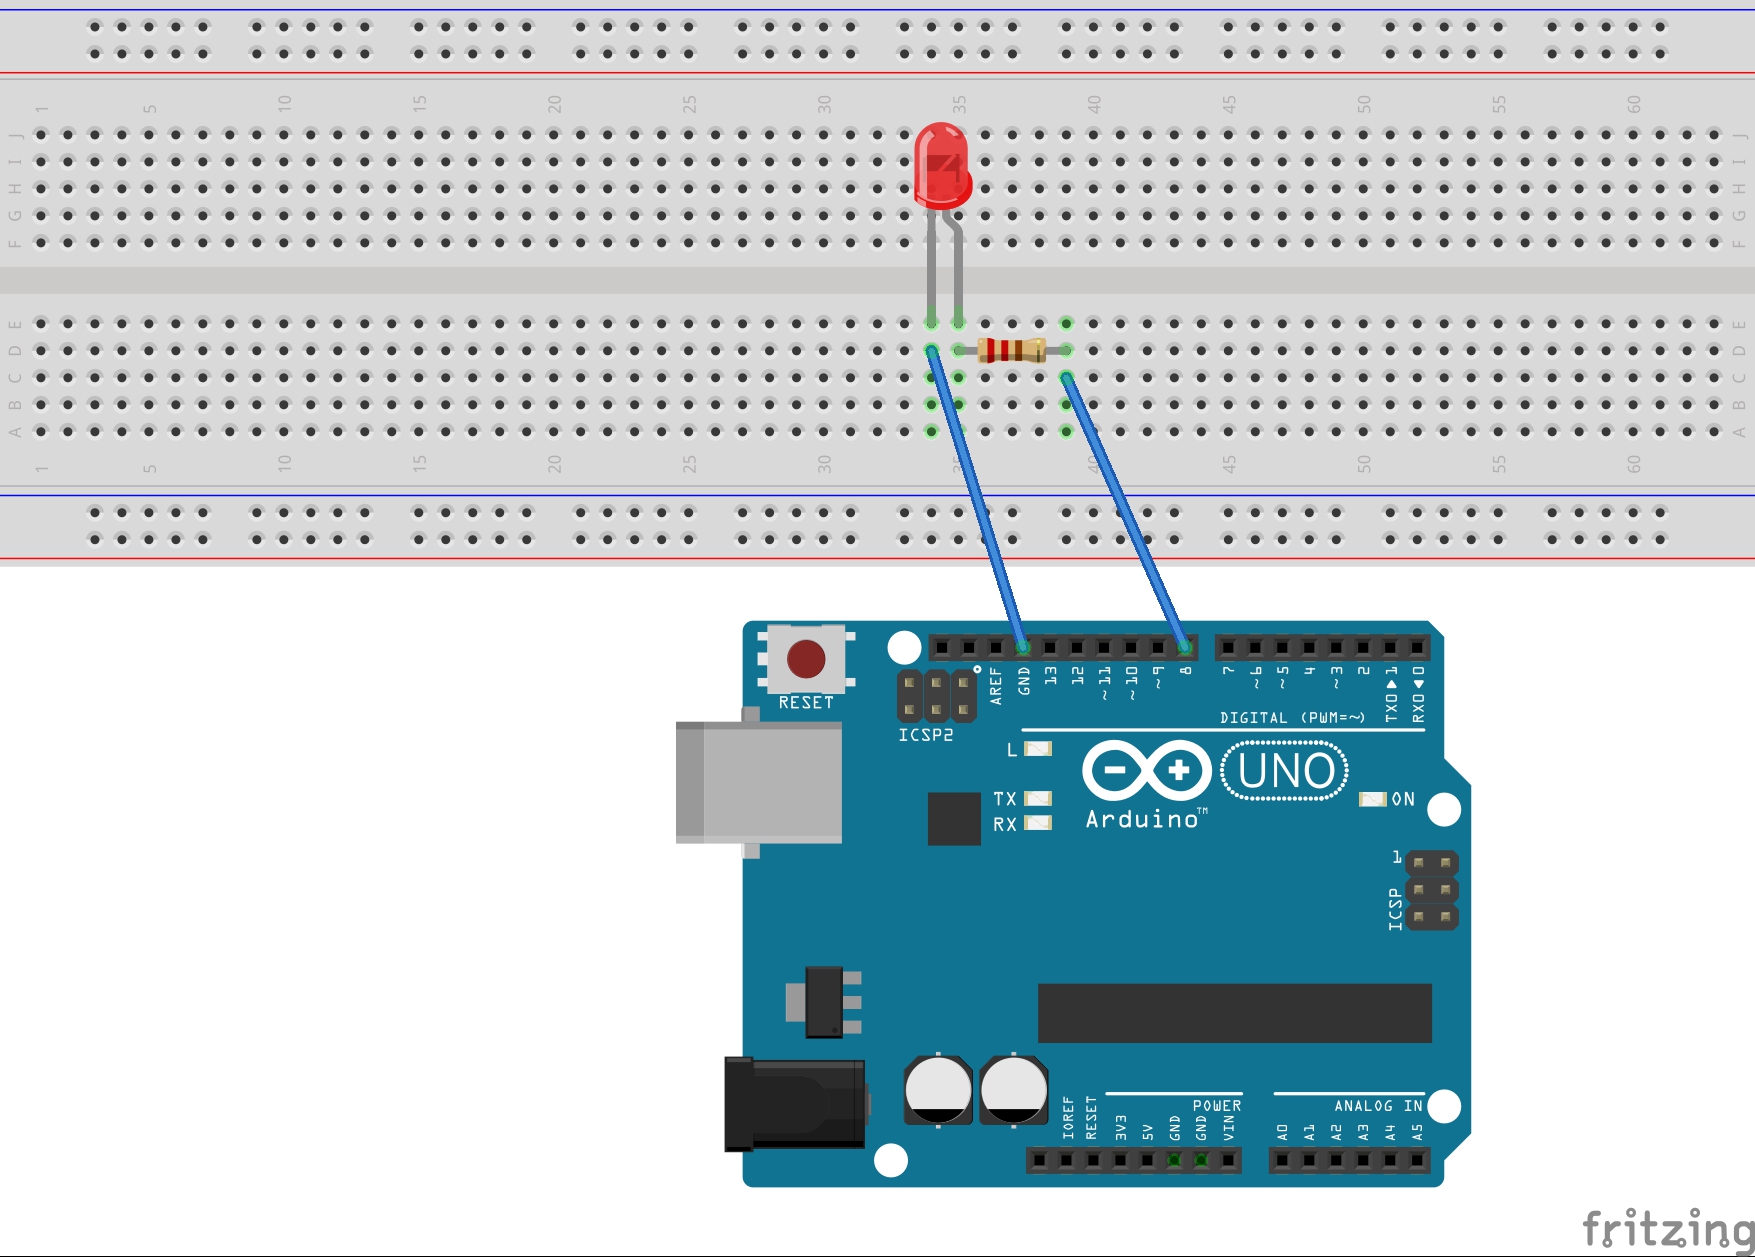 1 5 10 15 20 25 30 35 40 45 50 55 60
J J
I I
H H
G G
F F
E E
D D
C C
B B
A A
1 5 10 15 20 25 30 35 40 45 50 55 60
RESET
AREF GND 13 12 ~11 ~10 ~9 8 7 ~6 ~5 4 ~3 2 TX0▶1 RX0◀0
DIGITAL (PWM=~)
ICSP2
L
TX
RX
UNO
Arduino™
ON
1
ICSP
POWER
ANALOG IN
IOREF RESET 3V3 5V GND GND VIN A0 A1 A2 A3 A4 A5
fritzing